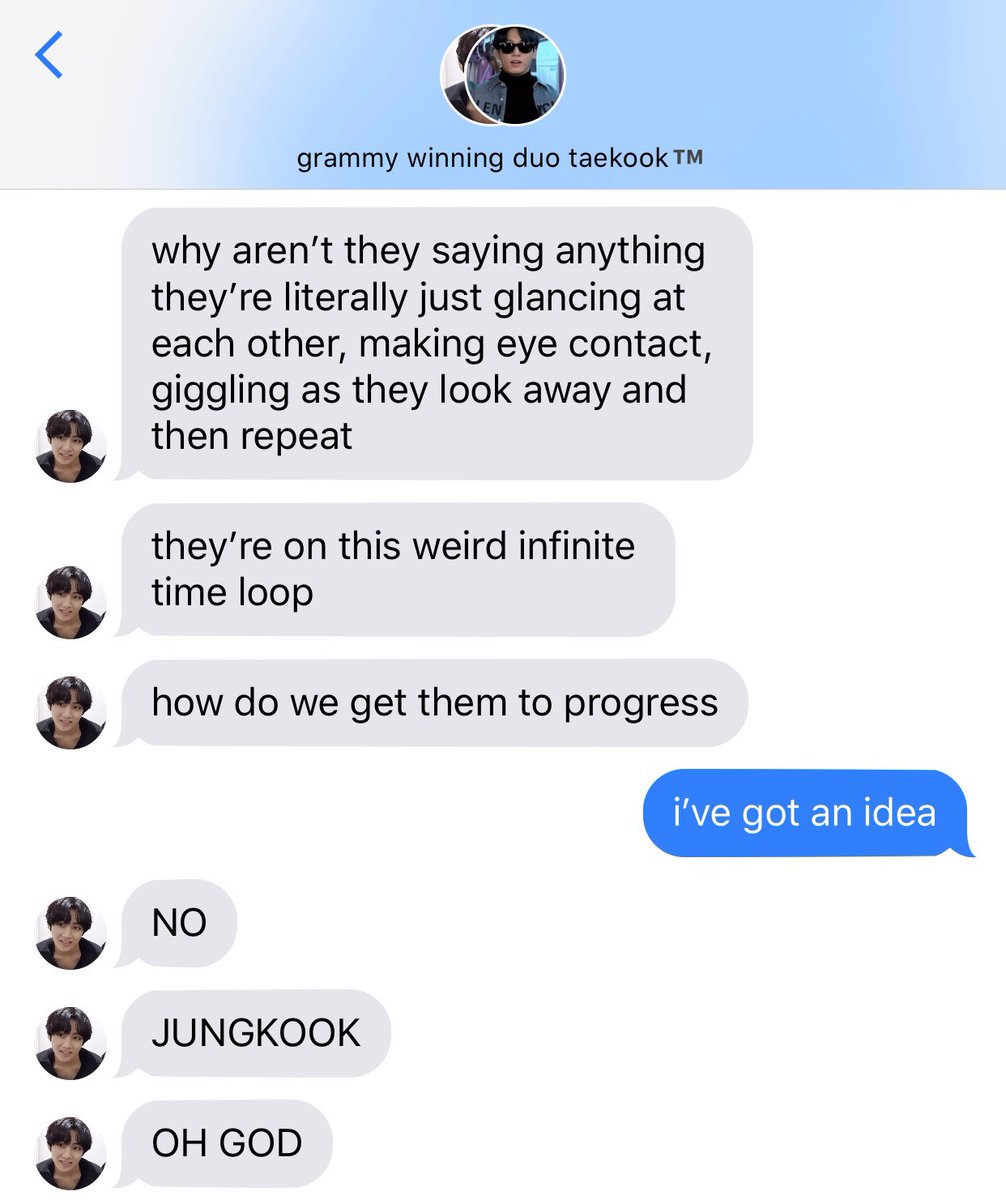 grammy winning duo taekook™
why aren’t they saying anything
they’re literally just glancing at
each other, making eye contact,
giggling as they look away and
then repeat
they’re on this weird infinite
time loop
how do we get them to progress
i’ve got an idea
NO
JUNGKOOK
OH GOD